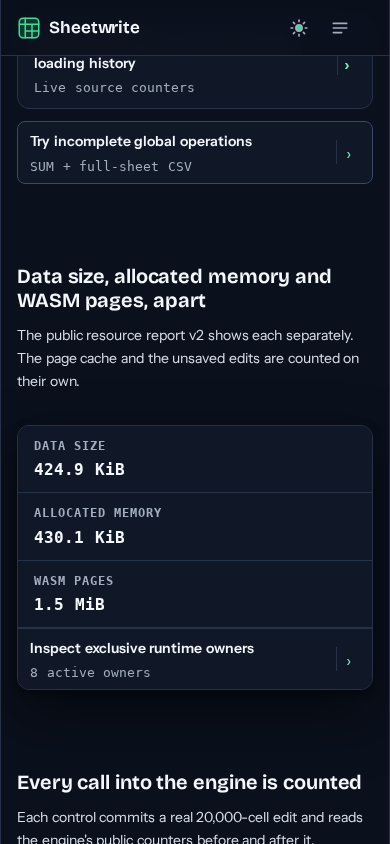 Sheetwrite
loading history
Live source counters
Try incomplete global operations
SUM + full-sheet CSV
Data size, allocated memory and
WASM pages, apart
The public resource report v2 shows each separately.
The page cache and the unsaved edits are counted on
their own.
DATA SIZE
424.9 KiB
ALLOCATED MEMORY
430.1 KiB
WASM PAGES
1.5 MiB
Inspect exclusive runtime owners
8 active owners
Every call into the engine is counted
Each control commits a real 20,000-cell edit and reads
the engine's public counters before and after it.